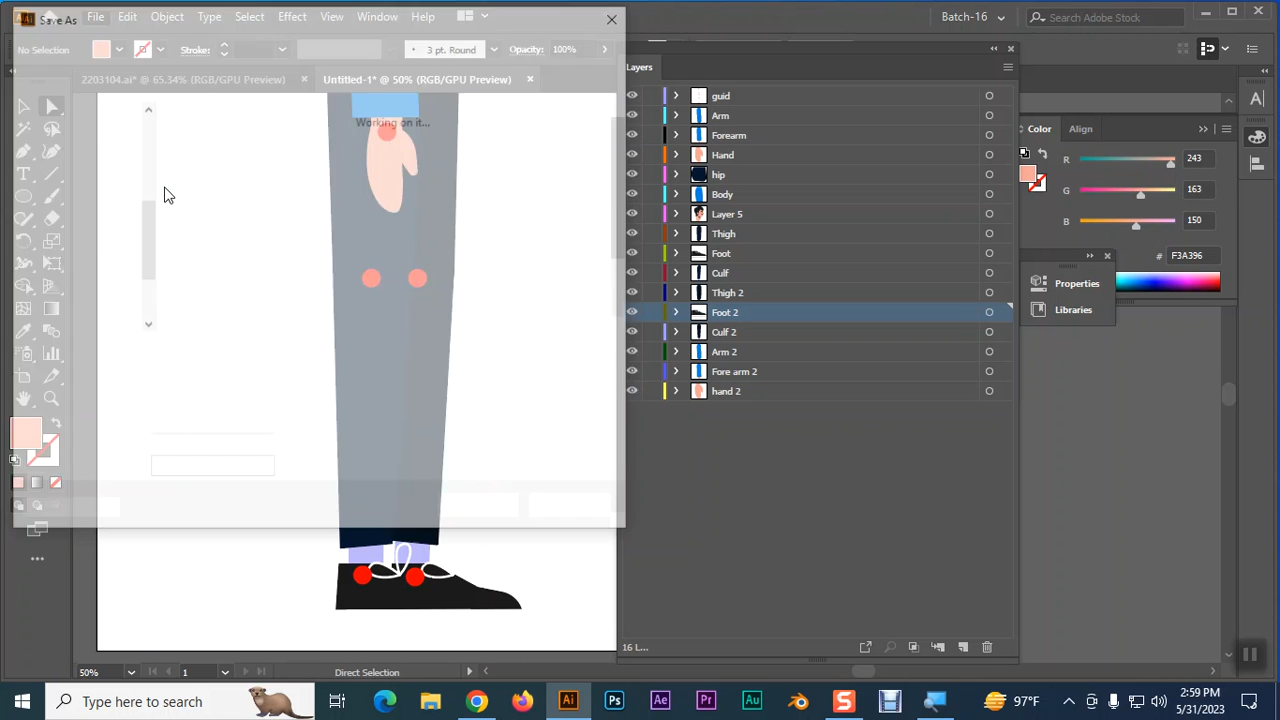 Save As
File Edit Object Type Select Effect View Window Help
Batch-16
Search Adobe Stock
No Selection
Stroke:
3 pt. Round
Opacity: 100%
2203104.ai* @ 65.34% (RGB/GPU Preview)
Untitled-1* @ 50% (RGB/GPU Preview)
Working on it...
Layers
guid
Arm
Forearm
Hand
hip
Body
Layer 5
Thigh
Foot
Culf
Thigh 2
Foot 2
Culf 2
Arm 2
Fore arm 2
hand 2
16 L...
Color Align
R 243
G 163
B 150
# F3A396
Properties
Libraries
50% 1 Direct Selection
Type here to search
97°F
2:59 PM
5/31/2023